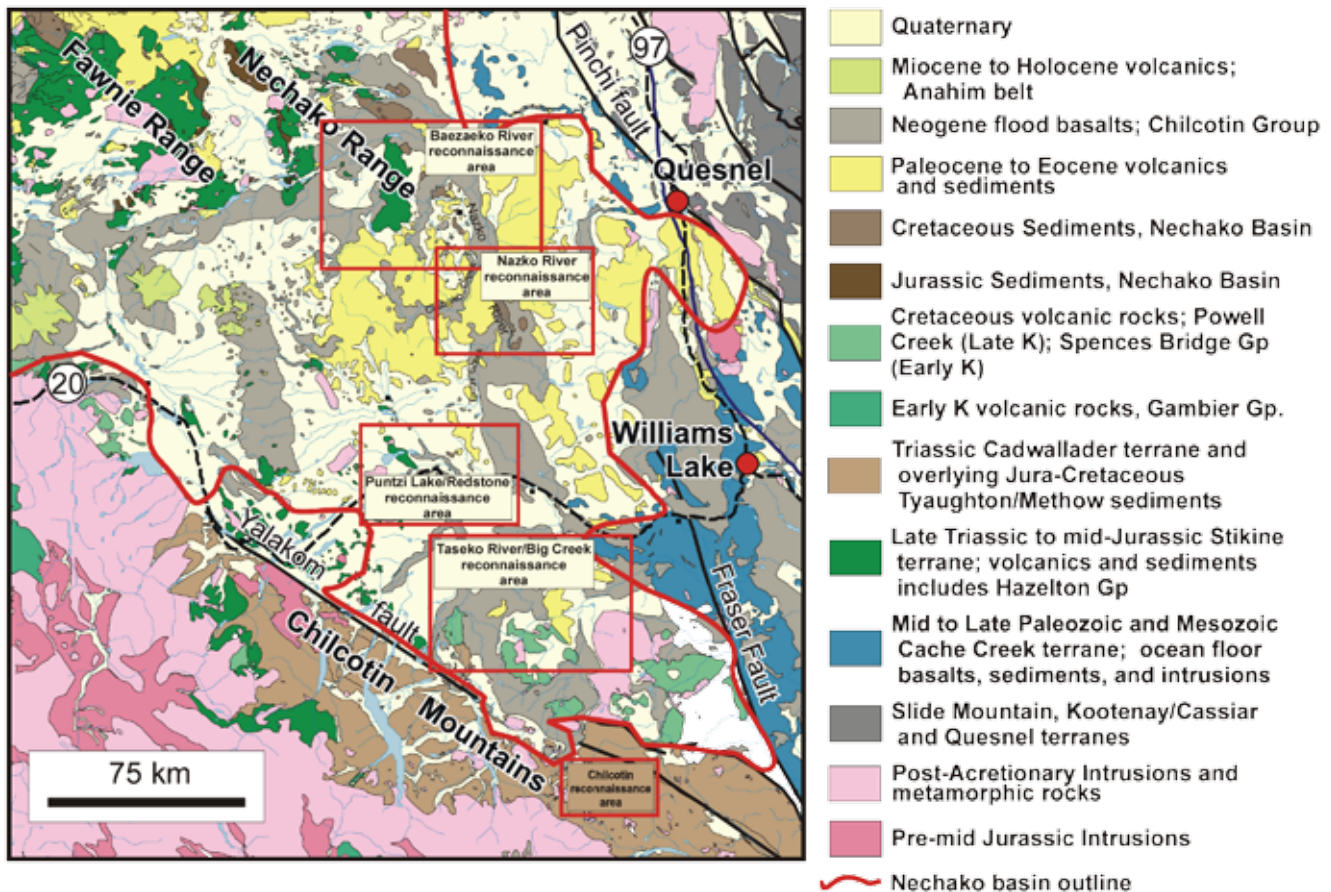 Fawnie Range
Nechako Range
Pinchi fault
97
Baezaeko River
reconnaissance
area
Quesnel
Nazko
Nazko River
reconnaissance
area
20
Williams
Lake
Puntzi Lake/Redstone
reconnaissance
area
Yalakom
fault
Taseko River/Big Creek
reconnaissance
area
Fraser Fault
Chilcotin
Mountains
75 km
Chilcotin
reconnaissance
area
Quaternary
Miocene to Holocene volcanics;
Anahim belt
Neogene flood basalts; Chilcotin Group
Paleocene to Eocene volcanics
and sediments
Cretaceous Sediments, Nechako Basin
Jurassic Sediments, Nechako Basin
Cretaceous volcanic rocks; Powell
Creek (Late K); Spences Bridge Gp
(Early K)
Early K volcanic rocks, Gambier Gp.
Triassic Cadwallader terrane and
overlying Jura-Cretaceous
Tyaughton/Methow sediments
Late Triassic to mid-Jurassic Stikine
terrane; volcanics and sediments
includes Hazelton Gp
Mid to Late Paleozoic and Mesozoic
Cache Creek terrane; ocean floor
basalts, sediments, and intrusions
Slide Mountain, Kootenay/Cassiar
and Quesnel terranes
Post-Acretionary Intrusions and
metamorphic rocks
Pre-mid Jurassic Intrusions
Nechako basin outline